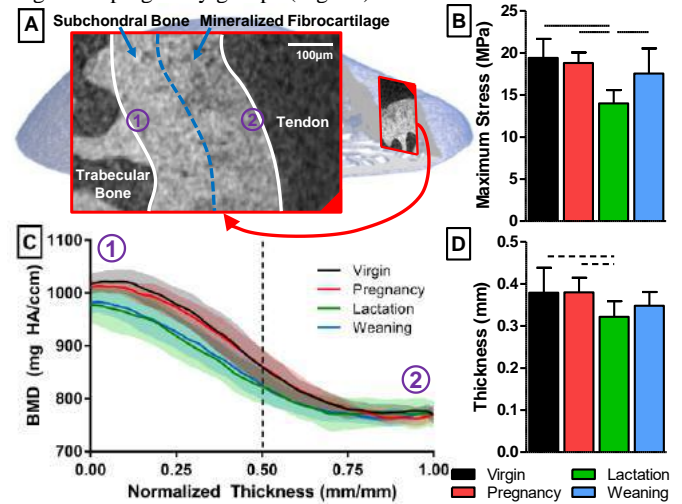 A
Subchondral Bone
Mineralized Fibrocartilage
100µm
1
2
Tendon
Trabecular
Bone
B
Maximum Stress (MPa)
25
20
15
10
5
0
C
BMD (mg HA/ccm)
1100
1000
900
800
700
1
2
Virgin
Pregnancy
Lactation
Weaning
0.00 0.25 0.50 0.75 1.00
Normalized Thickness (mm/mm)
D
Thickness (mm)
0.5
0.4
0.3
0.2
0.1
0.0
Virgin
Lactation
Pregnancy
Weaning